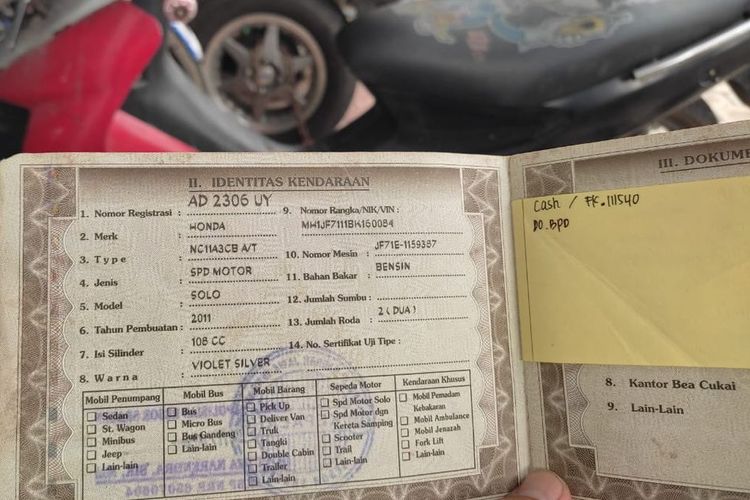 II. IDENTITAS KENDARAAN
1. Nomor Registrasi : AD 2306 UY
2. Merk : HONDA
3. Type : NC11A3CB A/T
4. Jenis : SPD MOTOR
5. Model : SOLO
6. Tahun Pembuatan : 2011
7. Isi Silinder : 108 CC
8. Warna : VIOLET SILVER
9. Nomor Rangka/NIK/VIN : MH1JF7111BK160084
10. Nomor Mesin : JF71E-1159387
11. Bahan Bakar : BENSIN
12. Jumlah Sumbu :
13. Jumlah Roda : 2 ( DUA )
14. No. Sertifikat Uji Tipe :
Mobil Penumpang
Sedan
St. Wagon
Minibus
Jeep
Lain-lain
Mobil Bus
Bus
Micro Bus
Bus Gandeng
Lain-lain
Mobil Barang
Pick Up
Deliver Van
Truk
Tangki
Double Cabin
Trailer
Lain-lain
Sepeda Motor
Spd Motor Solo
Spd Motor dgn
Kereta Samping
Scooter
Trail
Lain-lain
Kendaraan Khusus
Mobil Pemadam
Kebakaran
Mobil Ambulance
Mobil Jenazah
Fork Lift
Lain-lain
III. DOKUME
Cash / FK.111540
DO.BPD
8. Kantor Bea Cukai
9. Lain-Lain